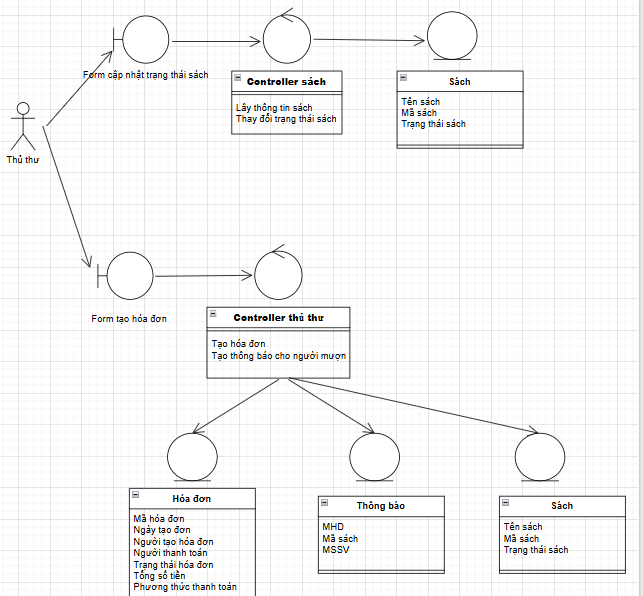 Form cập nhật trạng thái sách
Controller sách
Lấy thông tin sách
Thay đổi trạng thái sách
Sách
Tên sách
Mã sách
Trạng thái sách
Thủ thư
Form tạo hóa đơn
Controller thủ thư
Tạo hóa đơn
Tạo thông báo cho người mượn
Hóa đơn
Mã hóa đơn
Ngày tạo đơn
Người tạo hóa đơn
Người thanh toán
Trạng thái hóa đơn
Tổng số tiền
Phương thức thanh toán
Thông báo
MHD
Mã sách
MSSV
Sách
Tên sách
Mã sách
Trạng thái sách